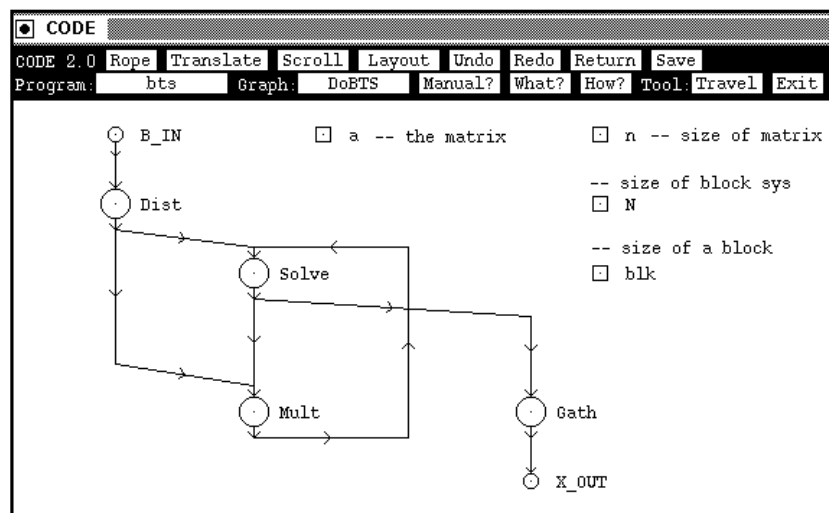 CODE
CODE 2.0 Rope Translate Scroll Layout Undo Redo Return Save
Program: bts Graph: DoBTS Manual? What? How? Tool: Travel Exit
B_IN a -- the matrix n -- size of matrix
-- size of block sys
Dist N
-- size of a block
Solve blk
Mult Gath
X_OUT